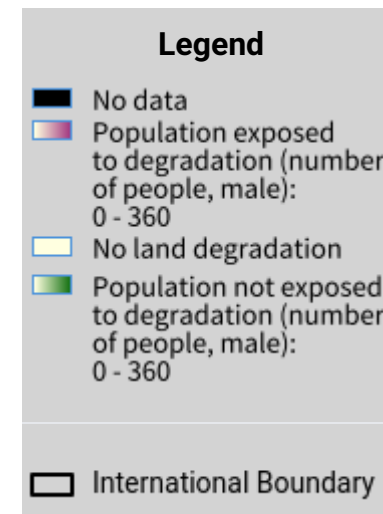 Legend
No data
Population exposed
to degradation (number
of people, male):
0 - 360
No land degradation
Population not exposed
to degradation (number
of people, male):
0 - 360
International Boundary